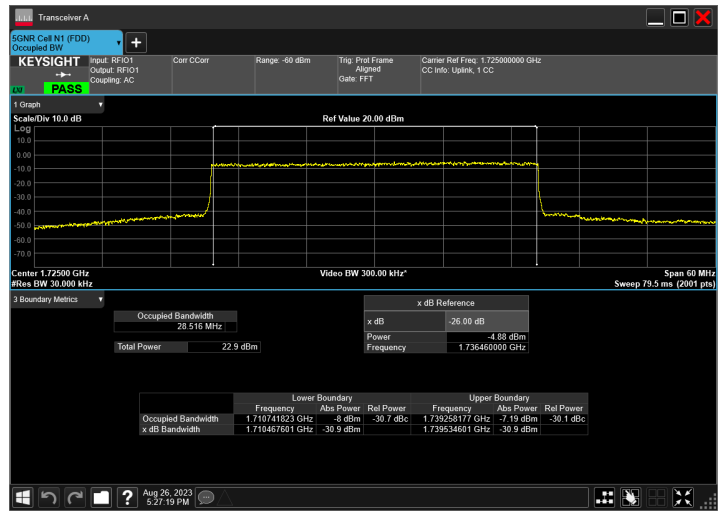 Transceiver A
5GNR Cell N1 (FDD)
Occupied BW
KEYSIGHT
LXI
PASS
Input: RFIO1
Output: RFIO1
Coupling: AC
Corr CCorr
Range: -60 dBm
Trig: Prot Frame
Aligned
Gate: FFT
Carrier Ref Freq: 1.725000000 GHz
CC Info: Uplink, 1 CC
1 Graph
Scale/Div 10.0 dB
Ref Value 20.00 dBm
Log
10.0
0.00
-10.0
-20.0
-30.0
-40.0
-50.0
-60.0
-70.0
Center 1.72500 GHz
Video BW 300.00 kHz*
Span 60 MHz
#Res BW 30.000 kHz
Sweep 79.5 ms (2001 pts)
3 Boundary Metrics
Occupied Bandwidth
28.516 MHz
Total Power 22.9 dBm
x dB Reference
x dB -26.00 dB
Power -4.88 dBm
Frequency 1.736460000 GHz
Lower Boundary Upper Boundary
Frequency Abs Power Rel Power Frequency Abs Power Rel Power
Occupied Bandwidth 1.710741823 GHz -8 dBm -30.7 dBc 1.739258177 GHz -7.19 dBm -30.1 dBc
x dB Bandwidth 1.710467601 GHz -30.9 dBm 1.739534601 GHz -30.9 dBm
Aug 26, 2023
5:27:19 PM